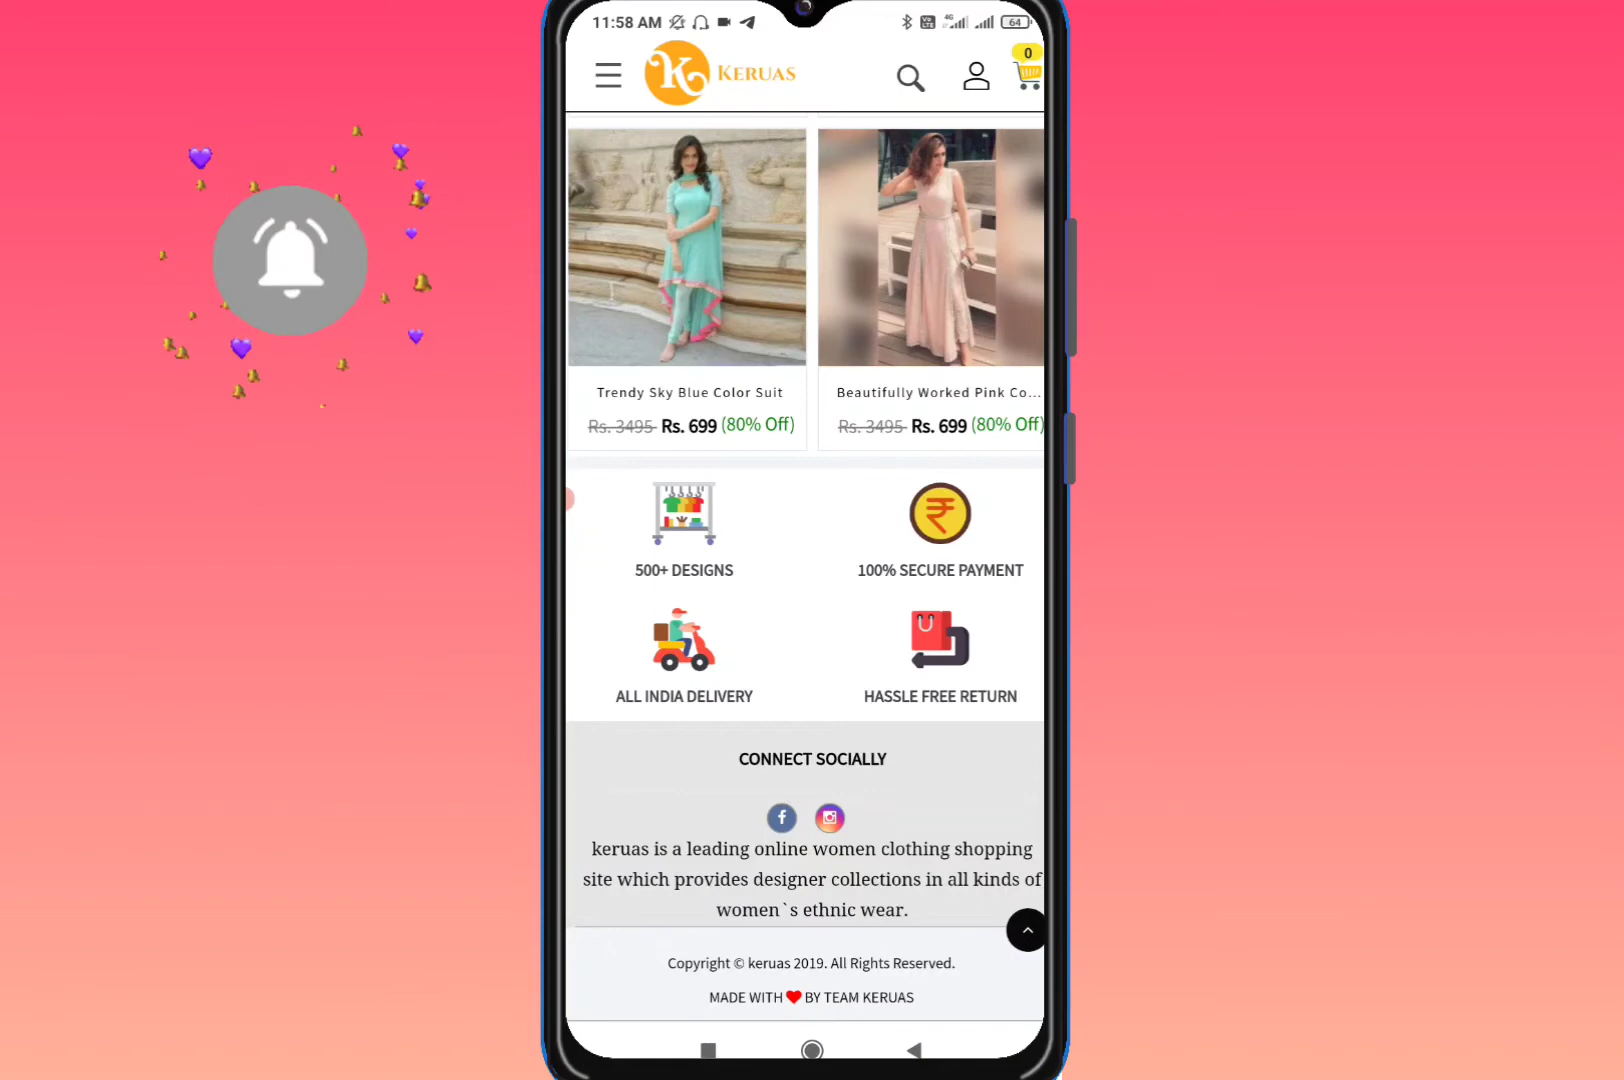 11:58 AM
4G
64
0
KERUAS
Trendy Sky Blue Color Suit
Rs. 3495 Rs. 699 (80% Off)
Beautifully Worked Pink Co...
Rs. 3495 Rs. 699 (80% Off)
500+ DESIGNS
100% SECURE PAYMENT
ALL INDIA DELIVERY
HASSLE FREE RETURN
CONNECT SOCIALLY
keruas is a leading online women clothing shopping
site which provides designer collections in all kinds of
women`s ethnic wear.
Copyright © keruas 2019. All Rights Reserved.
MADE WITH ❤ BY TEAM KERUAS